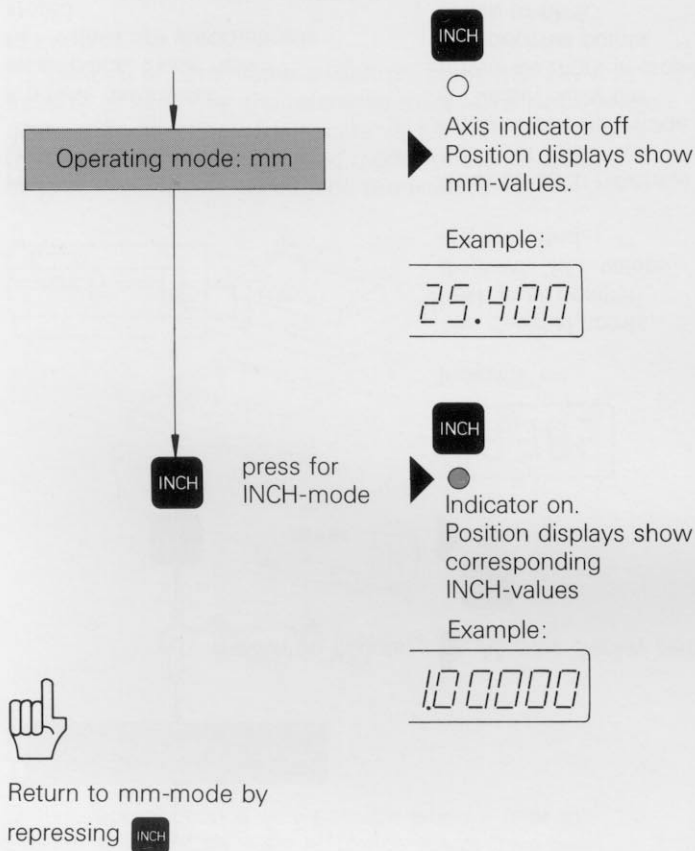 INCH
Operating mode: mm
Axis indicator off
Position displays show
mm-values.
Example:
25.400
INCH
press for
INCH-mode
INCH
Indicator on.
Position displays show
corresponding
INCH-values
Example:
1.00000
Return to mm-mode by
repressing INCH